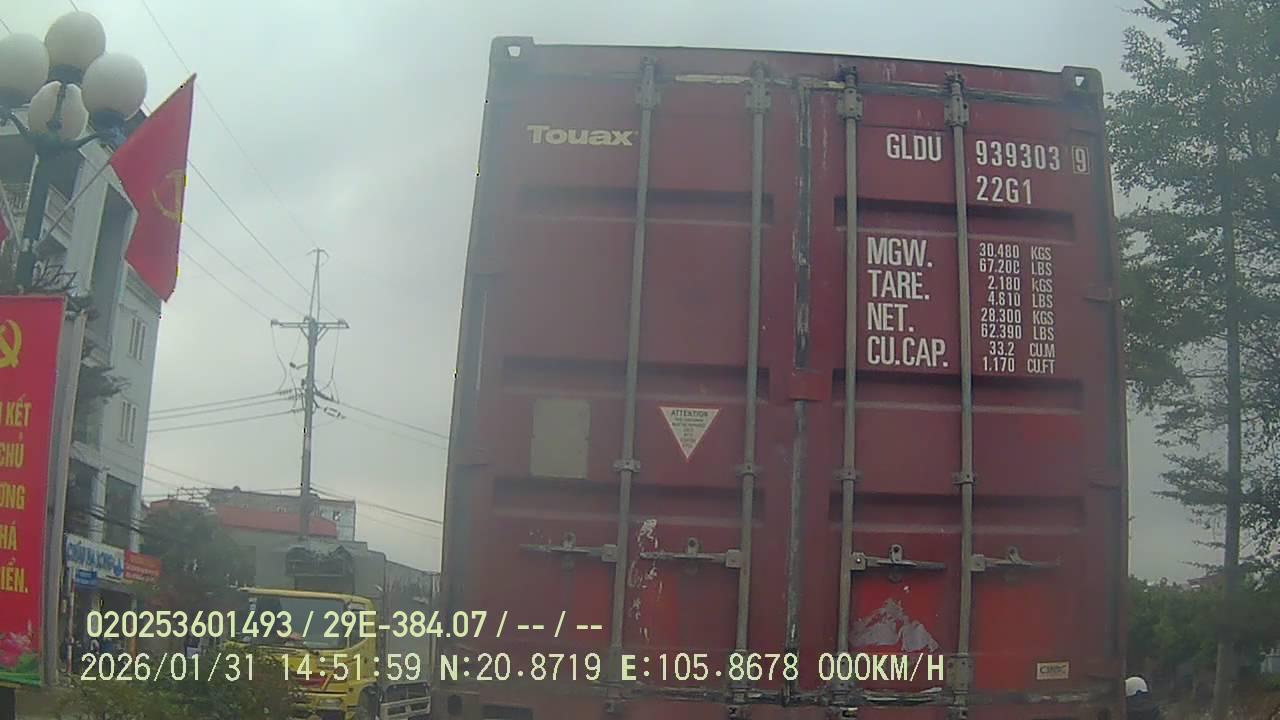 Touax
GLDU 939303 9
22G1
MGW. 30.480 KGS
67.200 LBS
TARE. 2.180 KGS
4.810 LBS
NET. 28.300 KGS
62.390 LBS
CU.CAP. 33.2 CU.M
1.170 CU.FT
ATTENTION
KẾT
CHỦ
HÁ
020253601493 / 29E-384.07 / -- / --
2026/01/31 14:51:59 N:20.8719 E:105.8678 000KM/H